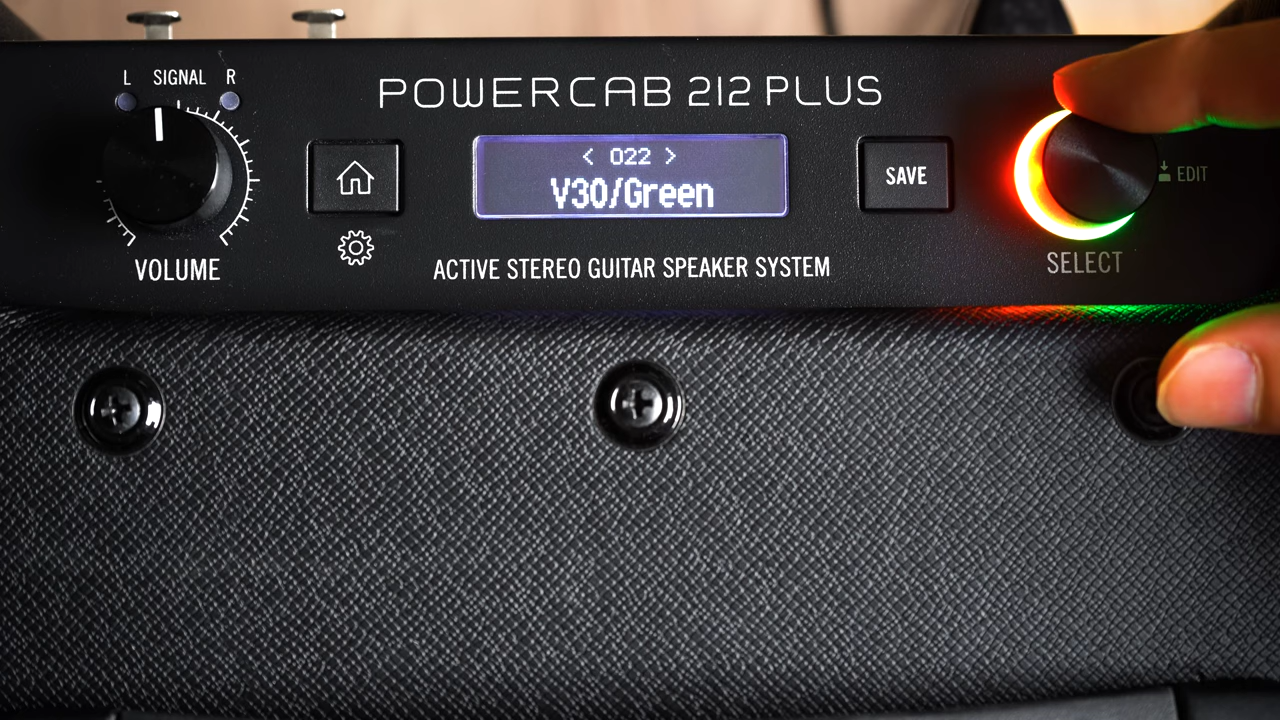 L SIGNAL R
POWERCAB 212 PLUS
< 022 >
V30/Green
SAVE
EDIT
VOLUME
ACTIVE STEREO GUITAR SPEAKER SYSTEM
SELECT